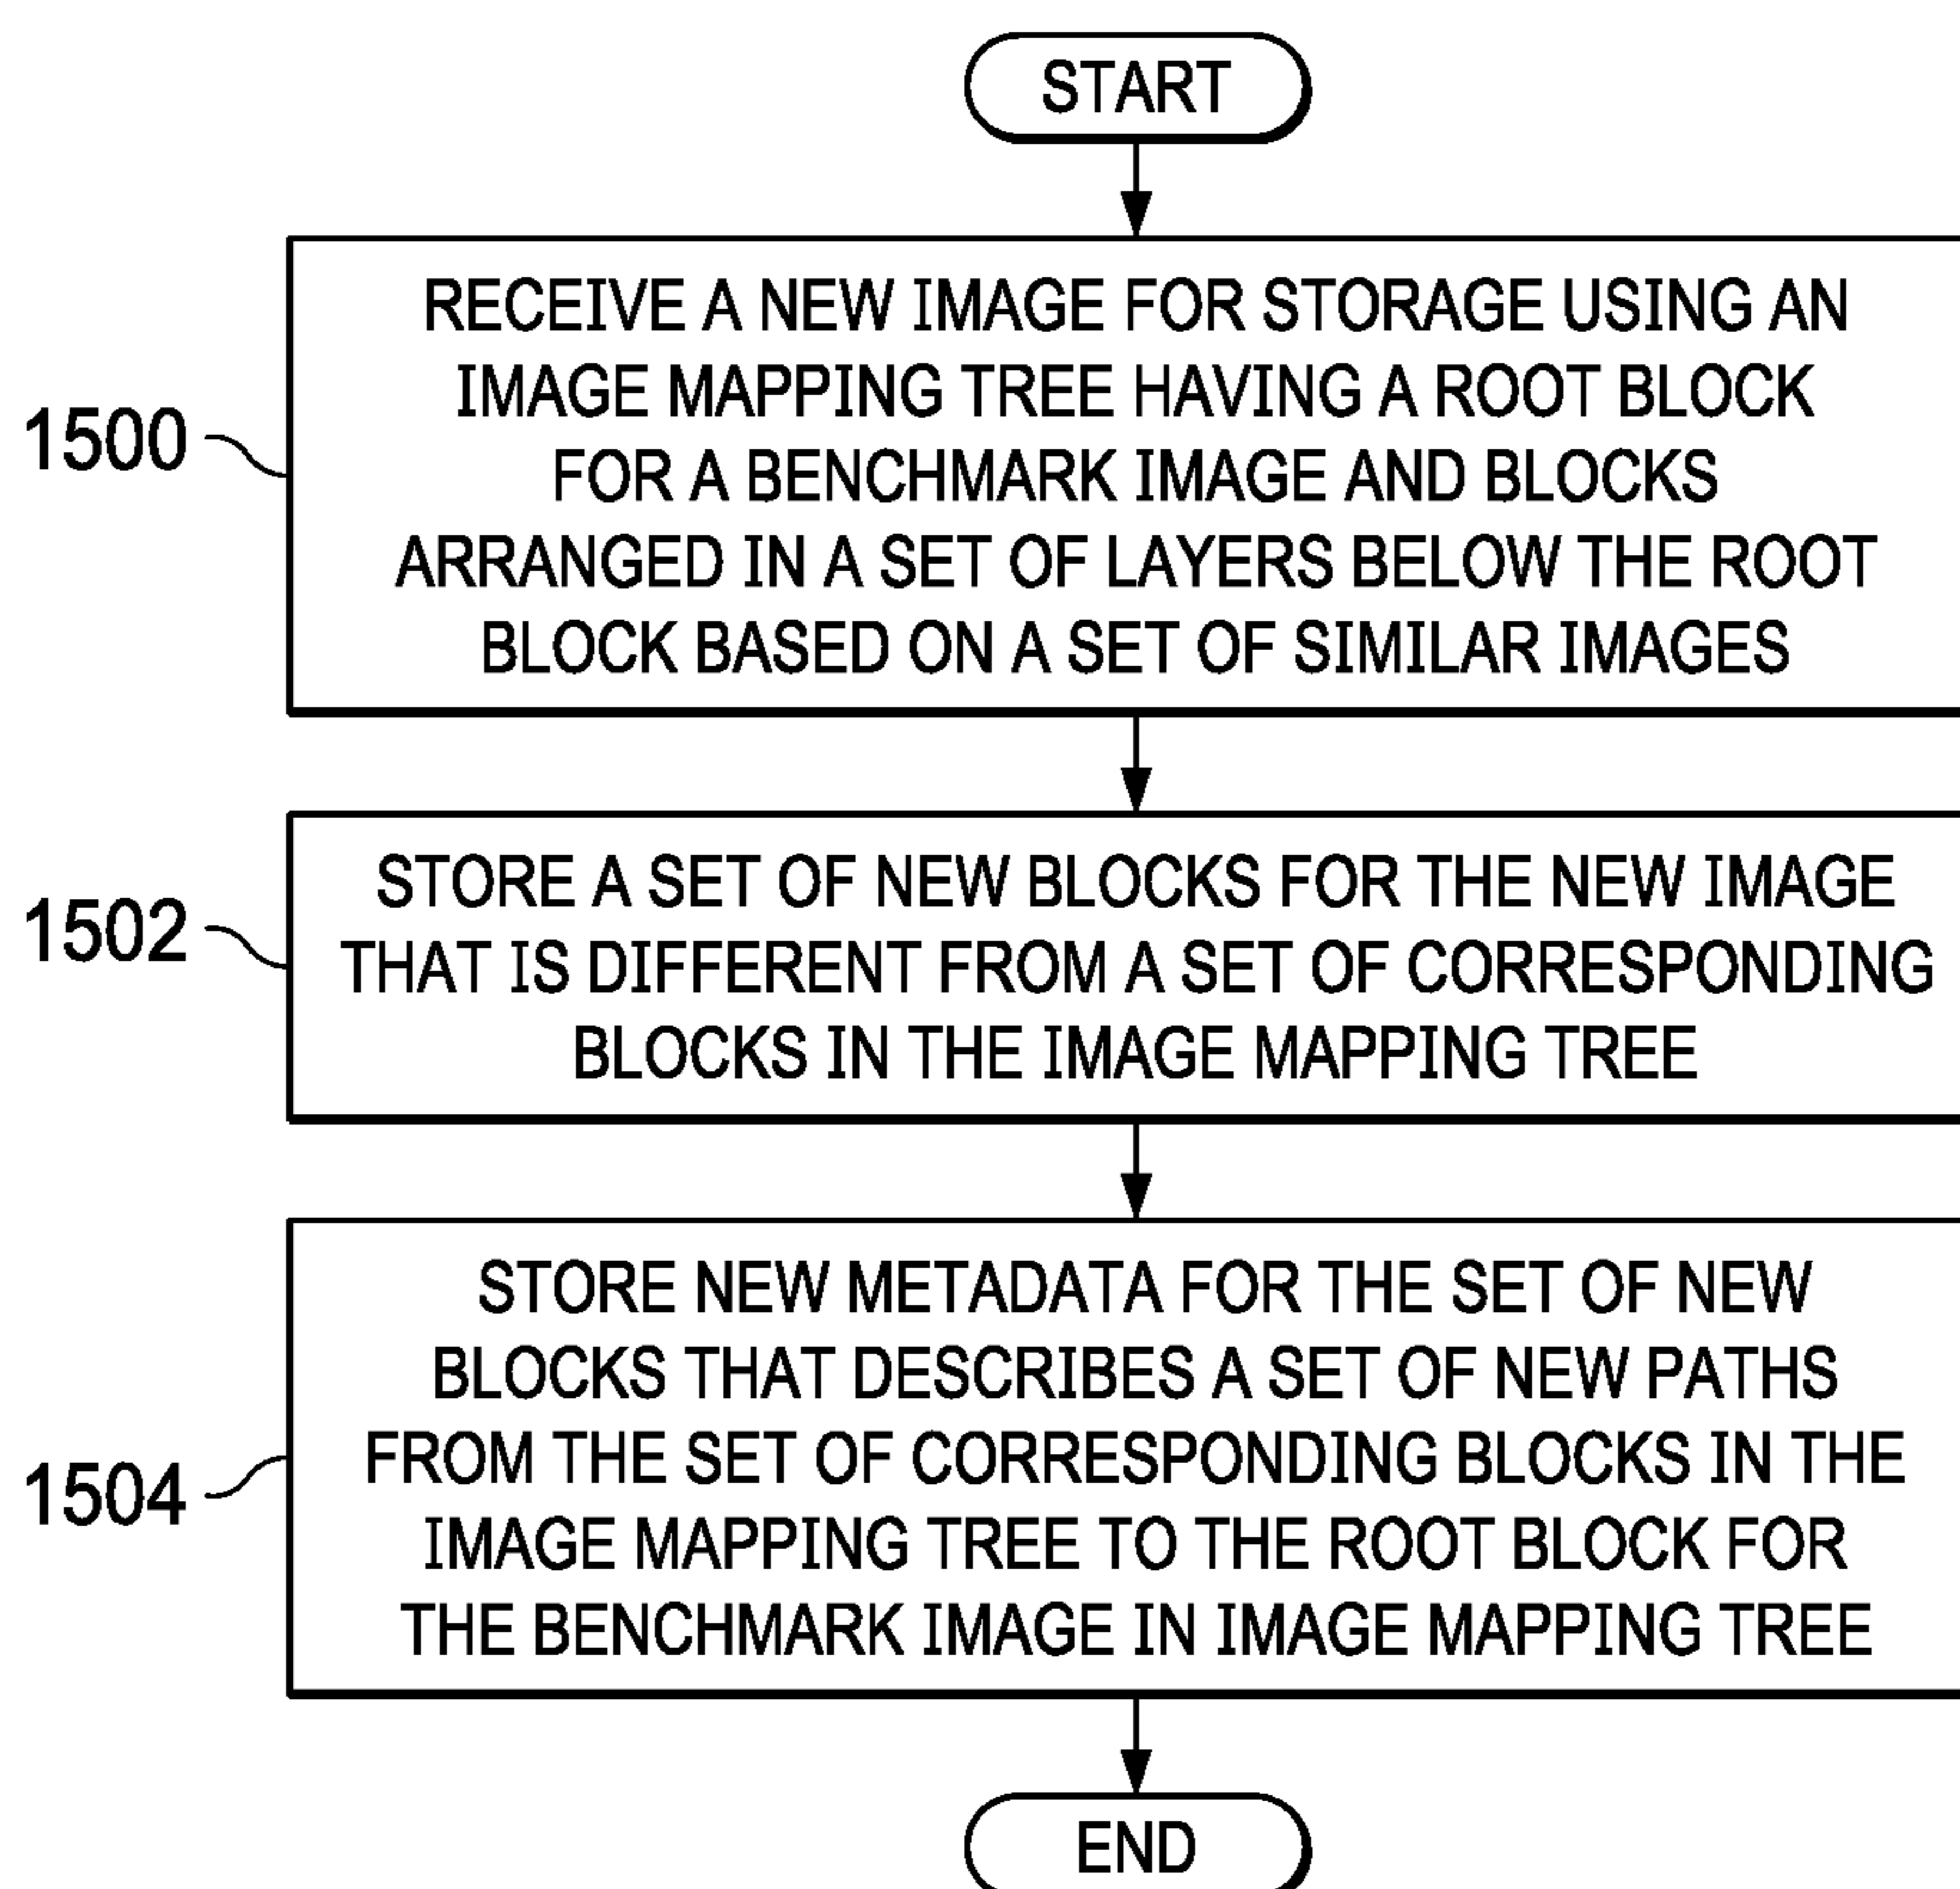 START
RECEIVE A NEW IMAGE FOR STORAGE USING AN
IMAGE MAPPING TREE HAVING A ROOT BLOCK
FOR A BENCHMARK IMAGE AND BLOCKS
ARRANGED IN A SET OF LAYERS BELOW THE ROOT
BLOCK BASED ON A SET OF SIMILAR IMAGES
1500
STORE A SET OF NEW BLOCKS FOR THE NEW IMAGE
THAT IS DIFFERENT FROM A SET OF CORRESPONDING
BLOCKS IN THE IMAGE MAPPING TREE
1502
STORE NEW METADATA FOR THE SET OF NEW
BLOCKS THAT DESCRIBES A SET OF NEW PATHS
FROM THE SET OF CORRESPONDING BLOCKS IN THE
IMAGE MAPPING TREE TO THE ROOT BLOCK FOR
THE BENCHMARK IMAGE IN IMAGE MAPPING TREE
1504
END